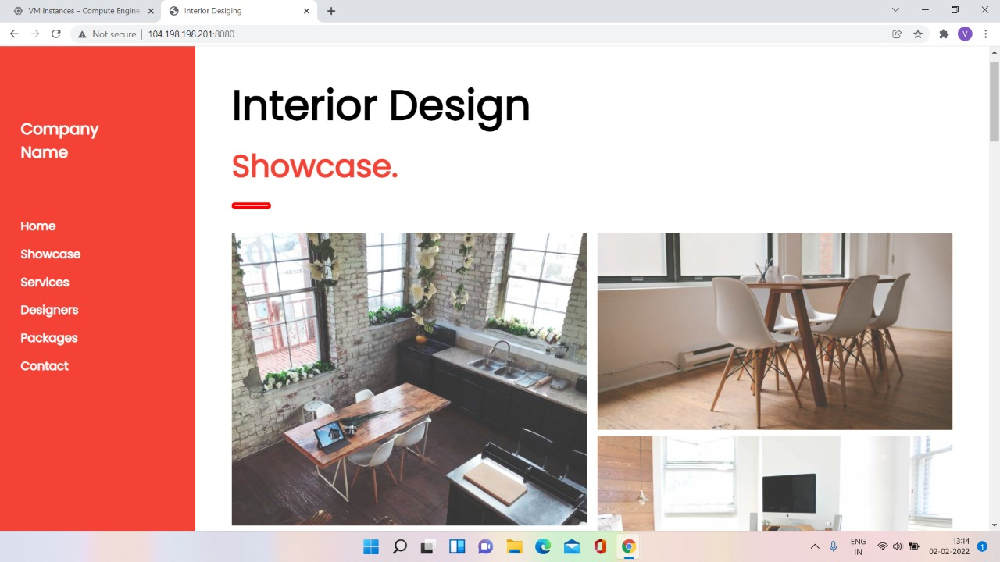 VM instances – Compute Engine
Interior Desiging
Not secure
104.198.198.201:8080
V
Company
Name
Home
Showcase
Services
Designers
Packages
Contact
Interior Design
Showcase.
ENG
IN
13:14
02-02-2022
1